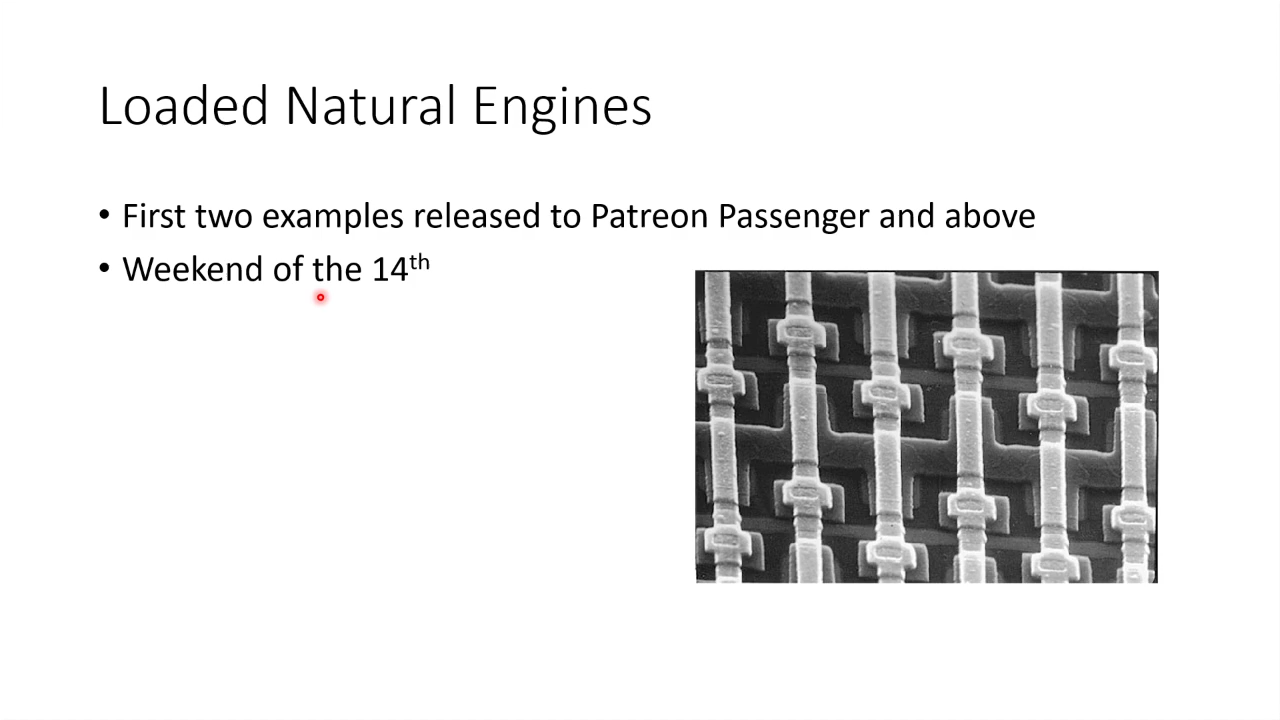 Loaded Natural Engines
• First two examples released to Patreon Passenger and above
• Weekend of the 14th